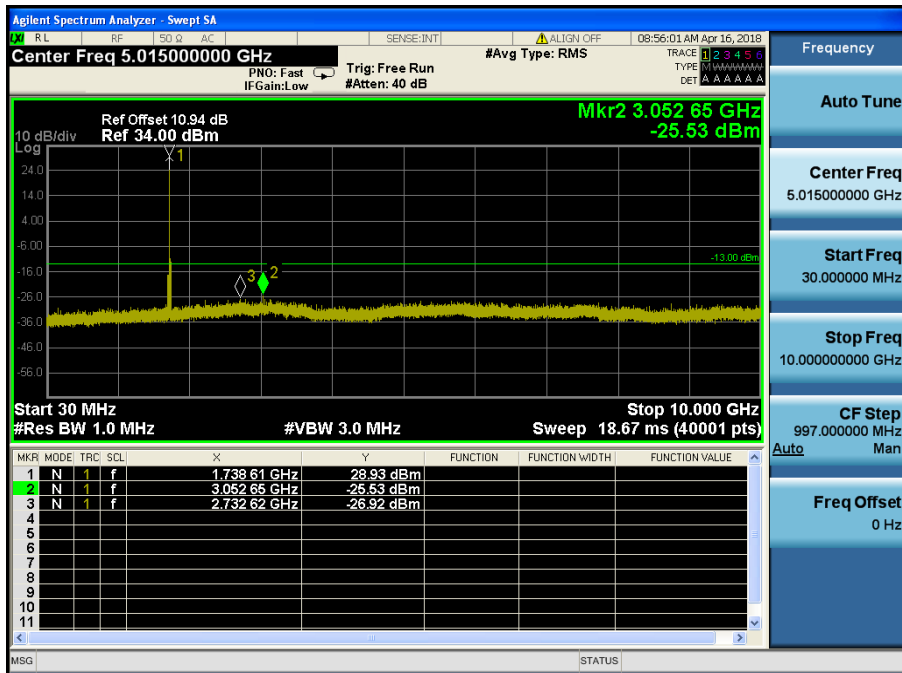 Agilent Spectrum Analyzer - Swept SA
LXI RL RF 50 Ω AC SENSE:INT ALIGN OFF 08:56:01 AM Apr 16, 2018
Center Freq 5.015000000 GHz
PNO: Fast
IFGain:Low
Trig: Free Run
#Atten: 40 dB
#Avg Type: RMS
TRACE 1 2 3 4 5 6
TYPE M W W W W W
DET A A A A A A
Mkr2 3.052 65 GHz
-25.53 dBm
Ref Offset 10.94 dB
10 dB/div Ref 34.00 dBm
Log
1
24.0
14.0
4.00
-6.00
-13.00 dBm
-16.0
3 2
-26.0
-36.0
-46.0
-56.0
Start 30 MHz Stop 10.000 GHz
#Res BW 1.0 MHz #VBW 3.0 MHz Sweep 18.67 ms (40001 pts)
MKR MODE TRC SCL X Y FUNCTION FUNCTION WIDTH FUNCTION VALUE
1 N 1 f 1.738 61 GHz 28.93 dBm
2 N 1 f 3.052 65 GHz -25.53 dBm
3 N 1 f 2.732 62 GHz -26.92 dBm
4
5
6
7
8
9
10
11
MSG STATUS
Frequency
Auto Tune
Center Freq
5.015000000 GHz
Start Freq
30.000000 MHz
Stop Freq
10.000000000 GHz
CF Step
997.000000 MHz
Auto Man
Freq Offset
0 Hz